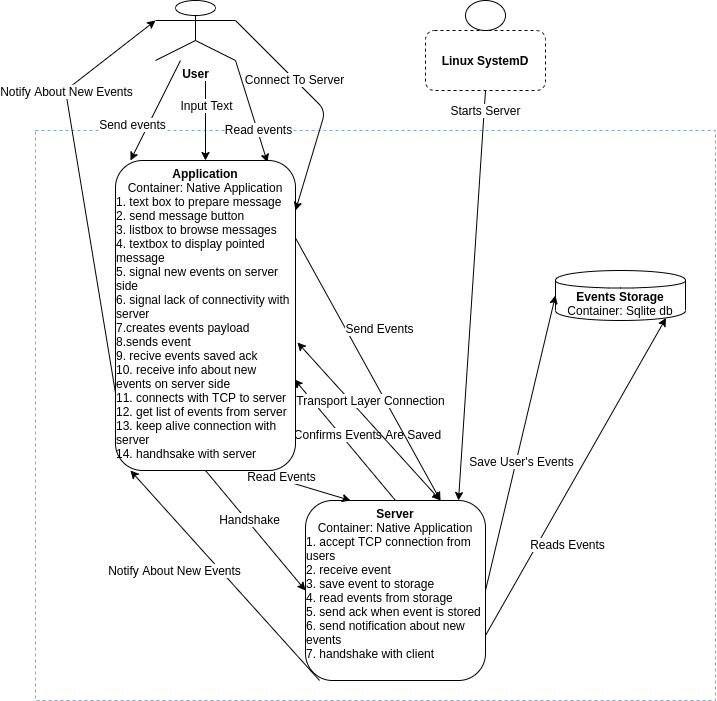 User
Linux SystemD
Connect To Server
Notify About New Events
Input Text
Starts Server
Send events
Read events
Application
Container: Native Application
1. text box to prepare message
2. send message button
3. listbox to browse messages
4. textbox to display pointed
message
5. signal new events on server
side
6. signal lack of connectivity with
server
7.creates events payload
8.sends event
9. recive events saved ack
10. receive info about new
events on server side
11. connects with TCP to server
12. get list of events from server
13. keep alive connection with
server
14. handhsake with server
Events Storage
Container: Sqlite db
Send Events
Transport Layer Connection
Confirms Events Are Saved
Save User's Events
Read Events
Handshake
Reads Events
Notify About New Events
Server
Container: Native Application
1. accept TCP connection from
users
2. receive event
3. save event to storage
4. read events from storage
5. send ack when event is stored
6. send notification about new
events
7. handshake with client